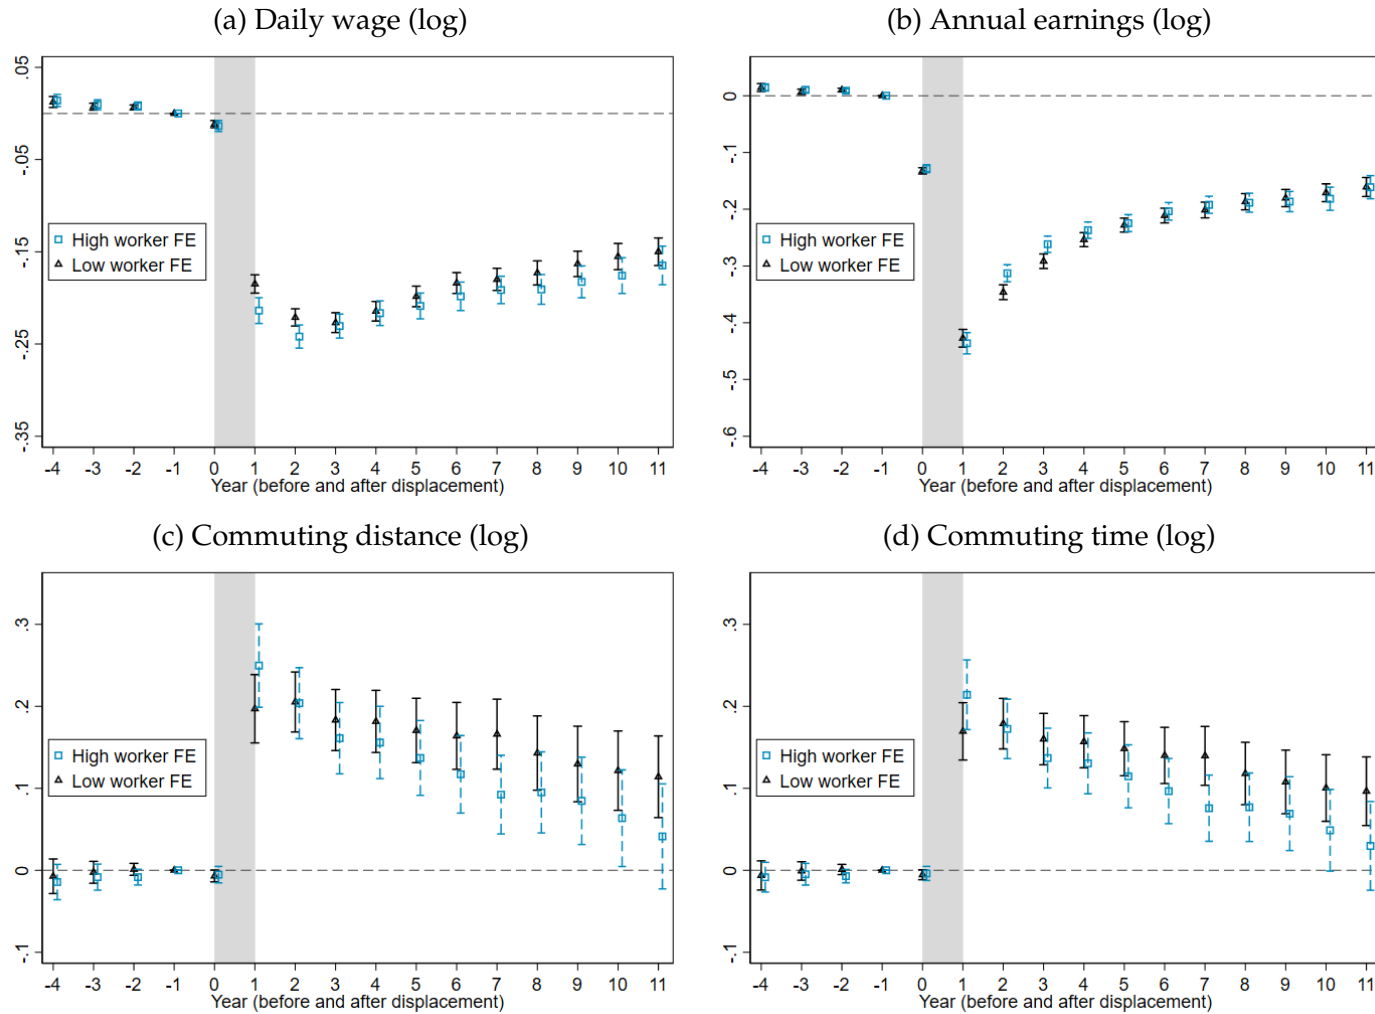 (a) Daily wage (log)
.05
0
-.05
-.15
-.25
-.35
High worker FE
Low worker FE
-4 -3 -2 -1 0 1 2 3 4 5 6 7 8 9 10 11
Year (before and after displacement)
(b) Annual earnings (log)
0
-.1
-.2
-.3
-.4
-.5
-.6
High worker FE
Low worker FE
-4 -3 -2 -1 0 1 2 3 4 5 6 7 8 9 10 11
Year (before and after displacement)
(c) Commuting distance (log)
.3
.2
.1
0
-.1
High worker FE
Low worker FE
-4 -3 -2 -1 0 1 2 3 4 5 6 7 8 9 10 11
Year (before and after displacement)
(d) Commuting time (log)
.3
.2
.1
0
-.1
High worker FE
Low worker FE
-4 -3 -2 -1 0 1 2 3 4 5 6 7 8 9 10 11
Year (before and after displacement)